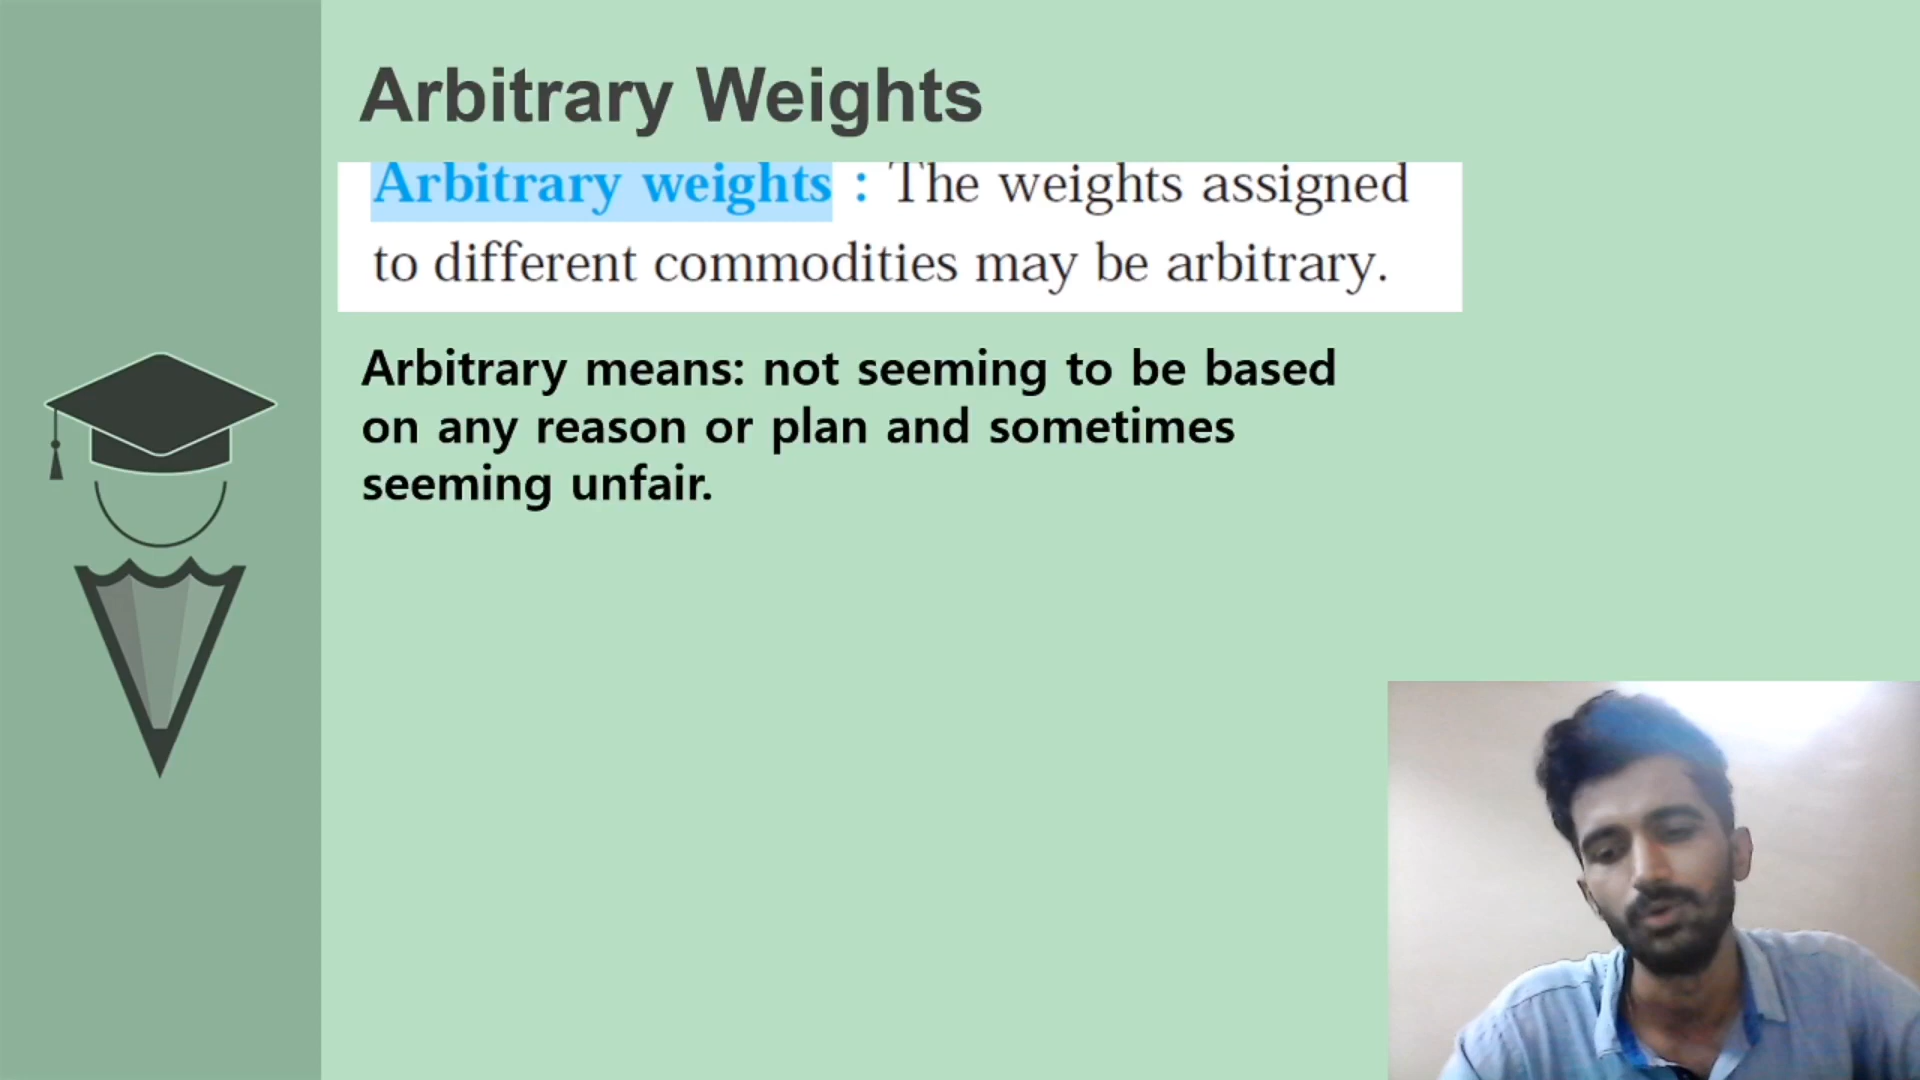 Arbitrary Weights
Arbitrary weights : The weights assigned
to different commodities may be arbitrary.
Arbitrary means: not seeming to be based
on any reason or plan and sometimes
seeming unfair.